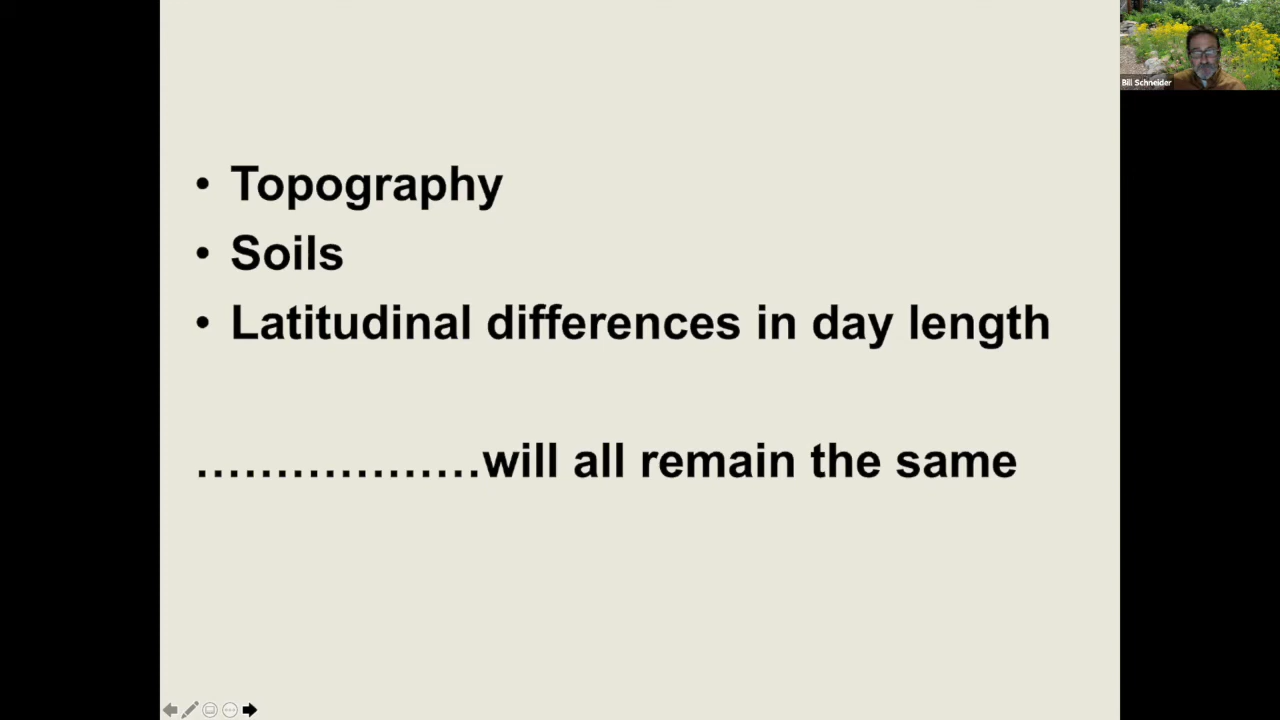 • Topography
• Soils
• Latitudinal differences in day length
………………will all remain the same
Bill Schneider